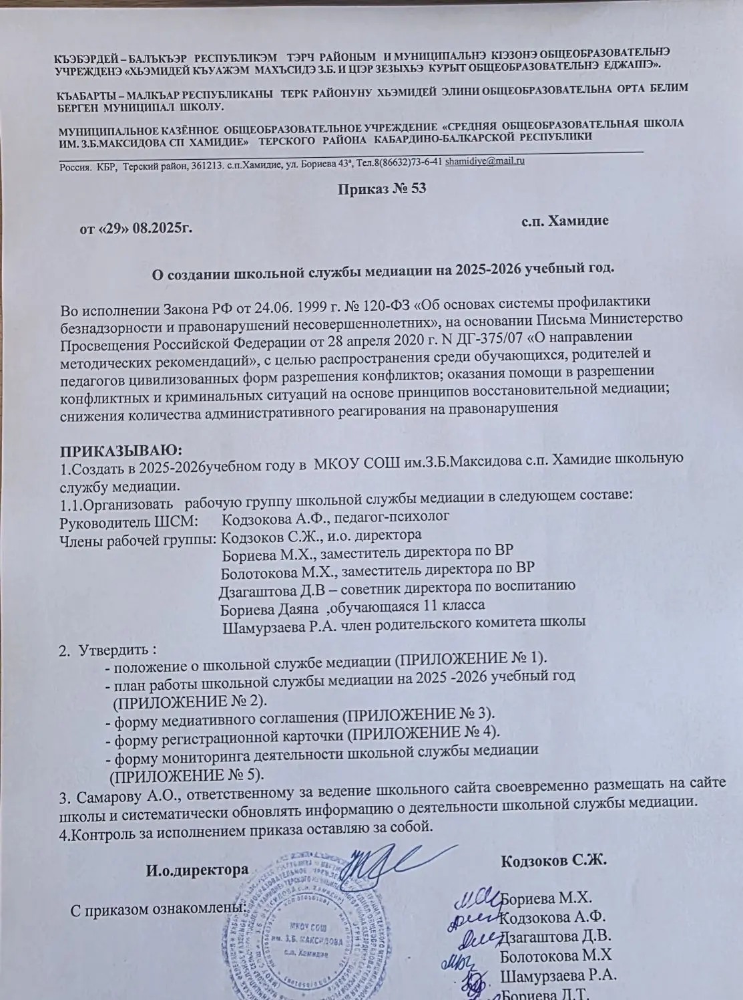 КЪЭБЭРДЕЙ – БАЛЪКЪЭР РЕСПУБЛИКЭМ ТЭРЧ РАЙОНЫМ И МУНИЦИПАЛЬНЭ КІЭЗОНЭ ОБЩЕОБРАЗОВАТЕЛЬНЭ
УЧРЕЖДЕНЭ «ХЬЭМИДЕЙ КЪУАЖЭМ МАХЪСИДЭ З.Б. И ЦІЭР ЗЕЗЫХЬЭ КУРЫТ ОБЩЕОБРАЗОВАТЕЛЬНЭ ЕДЖАПІЭ».
КЪАБАРТЫ – МАЛКЪАР РЕСПУБЛИКАНЫ ТЕРК РАЙОНУНУ ХЬЭМИДЕЙ ЭЛИНИ ОБЩЕОБРАЗОВАТЕЛЬНА ОРТА БЕЛИМ
БЕРГЕН МУНИЦИПАЛ ШКОЛУ.
МУНИЦИПАЛЬНОЕ КАЗЁННОЕ ОБЩЕОБРАЗОВАТЕЛЬНОЕ УЧРЕЖДЕНИЕ «СРЕДНЯЯ ОБЩЕОБРАЗОВАТЕЛЬНАЯ ШКОЛА
ИМ. З.Б.МАКСИДОВА СП ХАМИДИЕ» ТЕРСКОГО РАЙОНА КАБАРДИНО-БАЛКАРСКОЙ РЕСПУБЛИКИ
Россия. КБР, Терский район, 361213. с.п.Хамидие, ул. Бориева 43ª, Тел.8(86632)73-6-41 shamidiye@mail.ru
Приказ № 53
от «29» 08.2025г. с.п. Хамидие
О создании школьной службы медиации на 2025-2026 учебный год.
Во исполнении Закона РФ от 24.06. 1999 г. № 120-ФЗ «Об основах системы профилактики
безнадзорности и правонарушений несовершеннолетних», на основании Письма Министерство
Просвещения Российской Федерации от 28 апреля 2020 г. N ДГ-375/07 «О направлении
методических рекомендаций», с целью распространения среди обучающихся, родителей и
педагогов цивилизованных форм разрешения конфликтов; оказания помощи в разрешении
конфликтных и криминальных ситуаций на основе принципов восстановительной медиации;
снижения количества административного реагирования на правонарушения
ПРИКАЗЫВАЮ:
1.Создать в 2025-2026учебном году в МКОУ СОШ им.З.Б.Максидова с.п. Хамидие школьную
службу медиации.
1.1.Организовать рабочую группу школьной службы медиации в следующем составе:
Руководитель ШСМ: Кодзокова А.Ф., педагог-психолог
Члены рабочей группы: Кодзоков С.Ж., и.о. директора
Бориева М.Х., заместитель директора по ВР
Болотокова М.Х., заместитель директора по ВР
Дзагаштова Д.В – советник директора по воспитанию
Бориева Даяна ,обучающаяся 11 класса
Шамурзаева Р.А. член родительского комитета школы
2. Утвердить :
- положение о школьной службе медиации (ПРИЛОЖЕНИЕ № 1).
- план работы школьной службы медиации на 2025 -2026 учебный год
(ПРИЛОЖЕНИЕ № 2).
- форму медиативного соглашения (ПРИЛОЖЕНИЕ № 3).
- форму регистрационной карточки (ПРИЛОЖЕНИЕ № 4).
- форму мониторинга деятельности школьной службы медиации
(ПРИЛОЖЕНИЕ № 5).
3. Самарову А.О., ответственному за ведение школьного сайта своевременно размещать на сайте
школы и систематически обновлять информацию о деятельности школьной службы медиации.
4.Контроль за исполнением приказа оставляю за собой.
И.о.директора Кодзоков С.Ж.
С приказом ознакомлены: Бориева М.Х.
Кодзокова А.Ф.
Дзагаштова Д.В.
Болотокова М.Х
Шамурзаева Р.А.
Бориева Д.Т.
МКОУ СОШ
им. З.Б. МАКСИДОВА
с.п. Хамидие